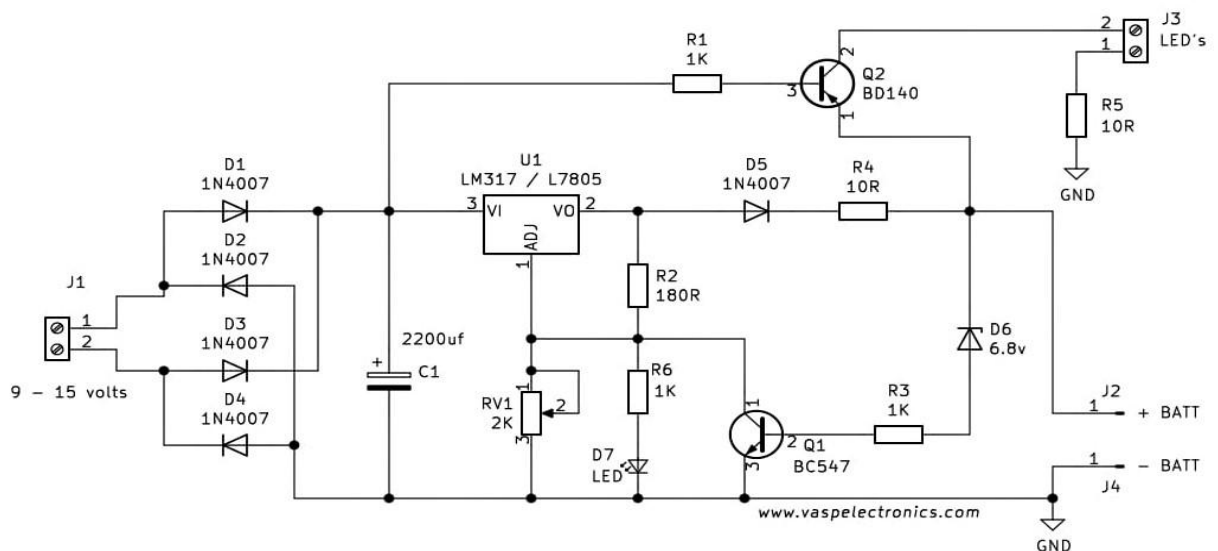 J3
LED's
2
1
R1
1K
3
2
1
Q2
BD140
R5
10R
GND
D1
1N4007
U1
LM317 / L7805
3
VI
VO
2
ADJ
1
D5
1N4007
R4
10R
D2
1N4007
R2
180R
J1
1
2
9 - 15 volts
D3
1N4007
2200uf
+
C1
D6
6.8v
D4
1N4007
RV1
2K
1
2
3
R6
1K
D7
LED
1
2
3
Q1
BC547
R3
1K
J2
1
+ BATT
1
- BATT
J4
www.vaspelectronics.com
GND